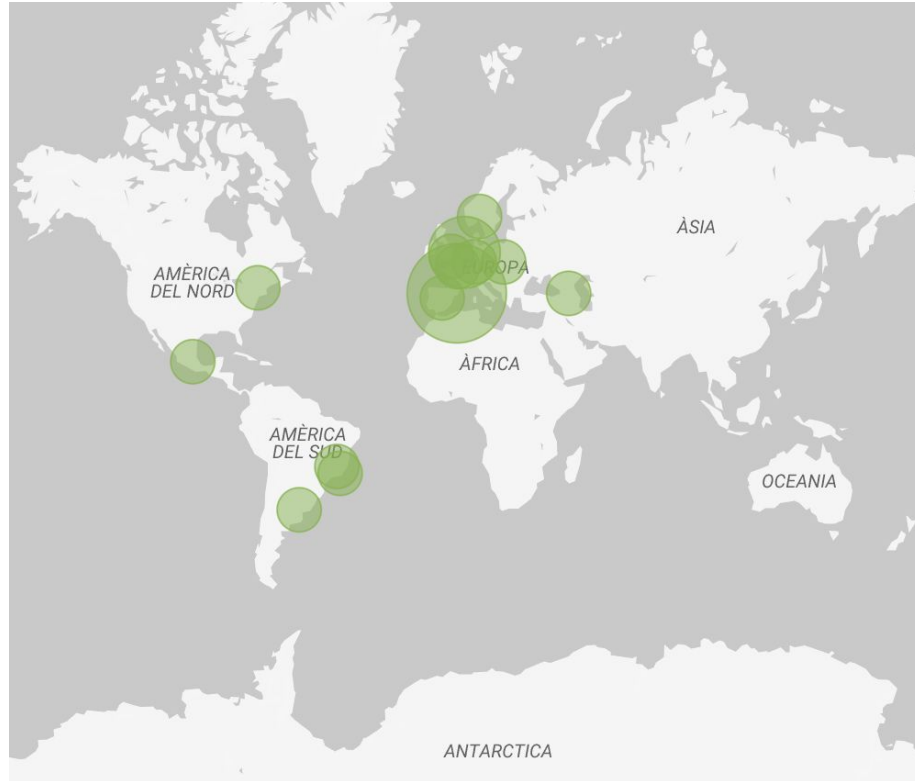 ÀSIA
AMÈRICA
DEL NORD
EUROPA
ÀFRICA
AMÈRICA
DEL SUD
OCEANIA
ANTARCTICA